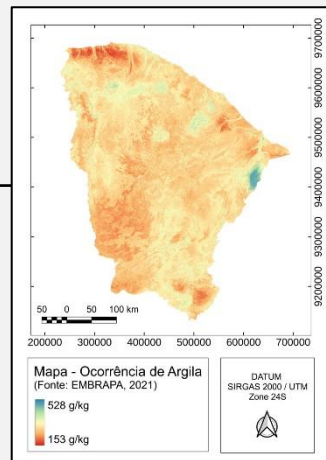 9700000
9600000
9500000
9400000
9300000
9200000
50 0 50 100 km
200000 300000 400000 500000 600000 700000
Mapa - Ocorrência de Argila
(Fonte: EMBRAPA, 2021)
528 g/kg
153 g/kg
DATUM
SIRGAS 2000 / UTM
Zone 24S